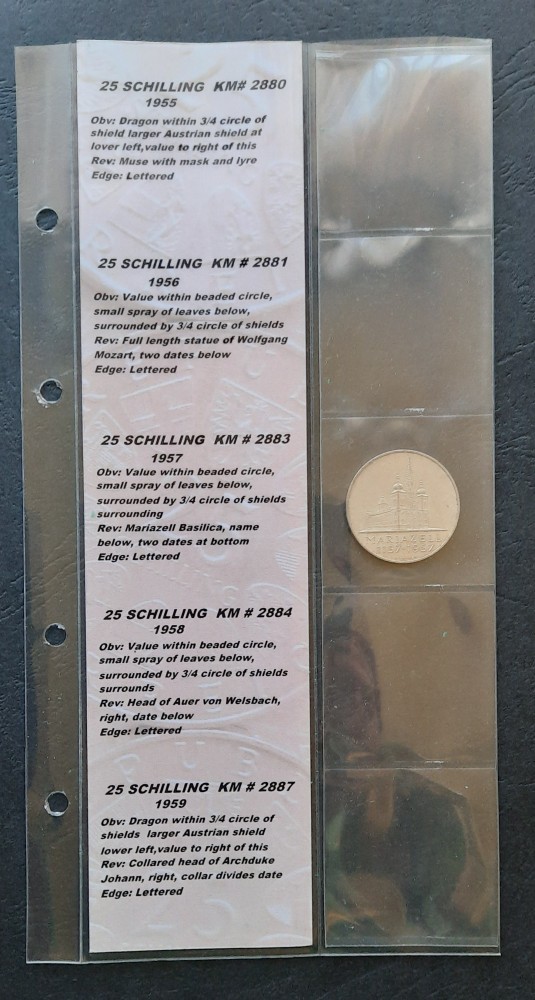 25 SCHILLING KM# 2880
1955
Obv: Dragon within 3/4 circle of
shield larger Austrian shield at
lover left,value to right of this
Rev: Muse with mask and lyre
Edge: Lettered
25 SCHILLING KM # 2881
1956
Obv: Value within beaded circle,
small spray of leaves below,
surrounded by 3/4 circle of shields
Rev: Full length statue of Wolfgang
Mozart, two dates below
Edge: Lettered
25 SCHILLING KM # 2883
1957
Obv: Value within beaded circle,
small spray of leaves below,
surrounded by 3/4 circle of shields
surrounding
Rev: Mariazell Basilica, name
below, two dates at bottom
Edge: Lettered
MARIAZELL
1157·1957
25 SCHILLING KM # 2884
1958
Obv: Value within beaded circle,
small spray of leaves below,
surrounded by 3/4 circle of shields
surrounds
Rev: Head of Auer von Welsbach,
right, date below
Edge: Lettered
25 SCHILLING KM # 2887
1959
Obv: Dragon within 3/4 circle of
shields larger Austrian shield
lower left,value to right of this
Rev: Collared head of Archduke
Johann, right, collar divides date
Edge: Lettered